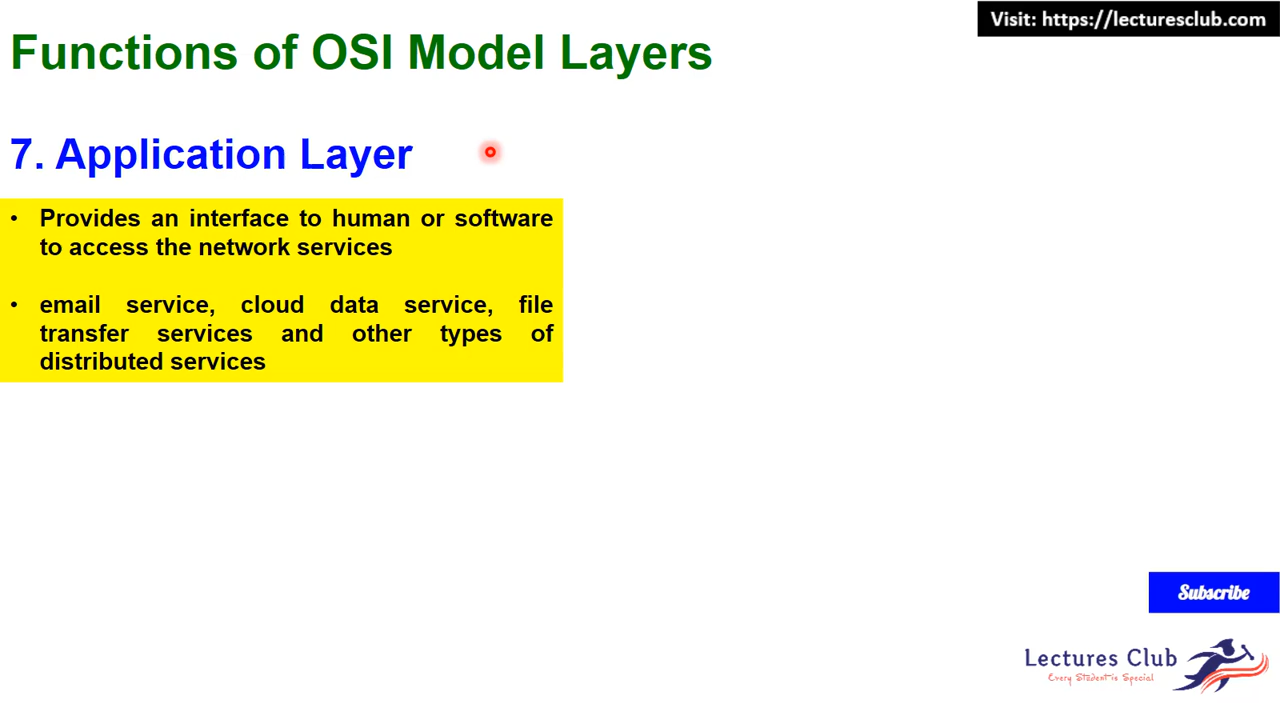 Visit: https://lecturesclub.com
Functions of OSI Model Layers
7. Application Layer
• Provides an interface to human or software
to access the network services
• email service, cloud data service, file
transfer services and other types of
distributed services
Subscribe
Lectures Club
Every Student is Special